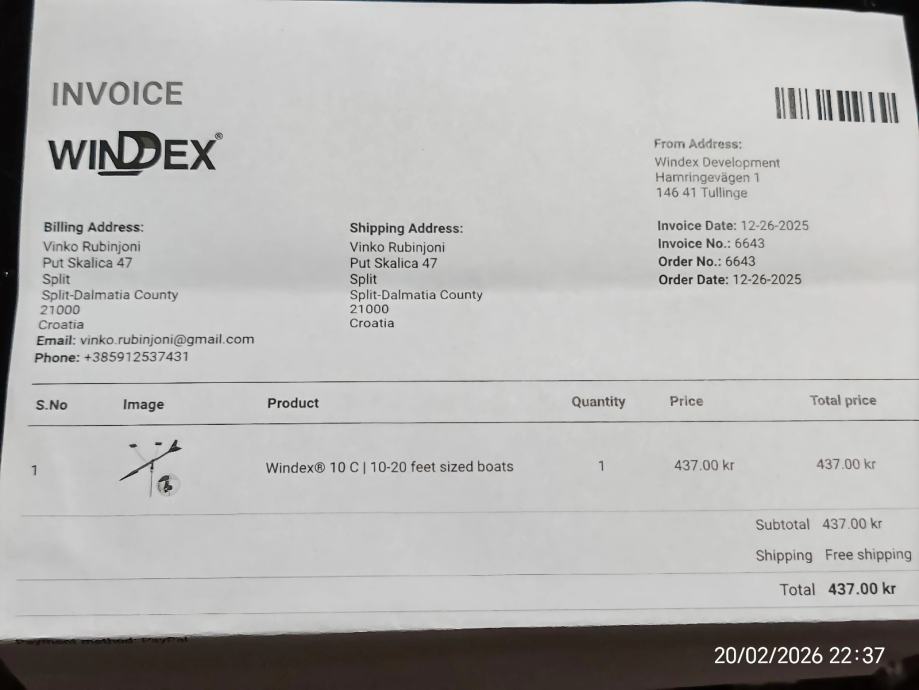 INVOICE
WINDEX®
From Address:
Windex Development
Hamringevägen 1
146 41 Tullinge
Billing Address:
Vinko Rubinjoni
Put Skalica 47
Split
Split-Dalmatia County
21000
Croatia
Email: vinko.rubinjoni@gmail.com
Phone: +385912537431
Shipping Address:
Vinko Rubinjoni
Put Skalica 47
Split
Split-Dalmatia County
21000
Croatia
Invoice Date: 12-26-2025
Invoice No.: 6643
Order No.: 6643
Order Date: 12-26-2025
S.No Image Product Quantity Price Total price
1 Windex® 10 C | 10-20 feet sized boats 1 437.00 kr 437.00 kr
Subtotal 437.00 kr
Shipping Free shipping
Total 437.00 kr
Payment method: PayPal
20/02/2026 22:37